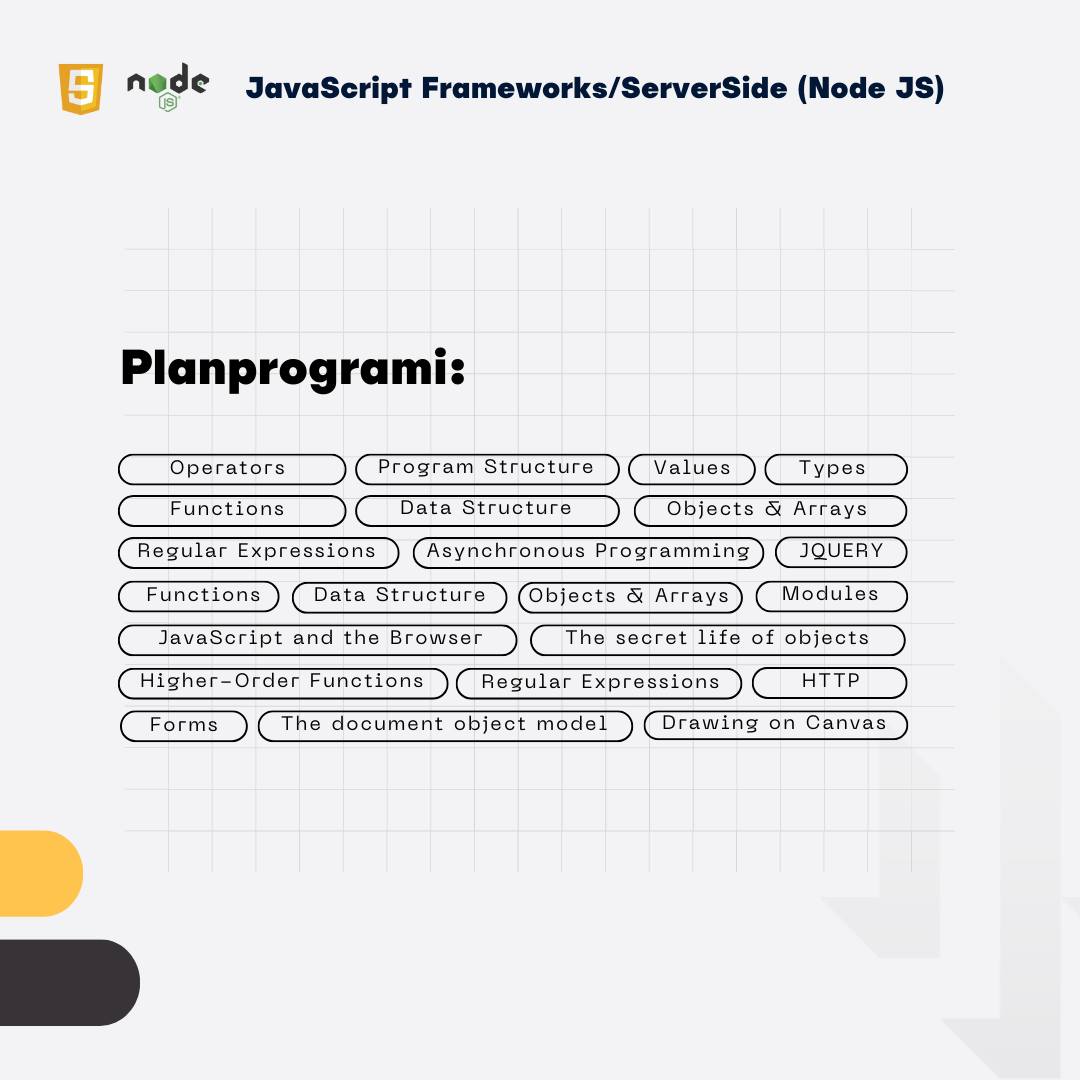 JS node JS JavaScript Frameworks/ServerSide (Node JS)
Planprogrami:
Operators Program Structure Values Types
Functions Data Structure Objects & Arrays
Regular Expressions Asynchronous Programming JQUERY
Functions Data Structure Objects & Arrays Modules
JavaScript and the Browser The secret life of objects
Higher-Order Functions Regular Expressions HTTP
Forms The document object model Drawing on Canvas